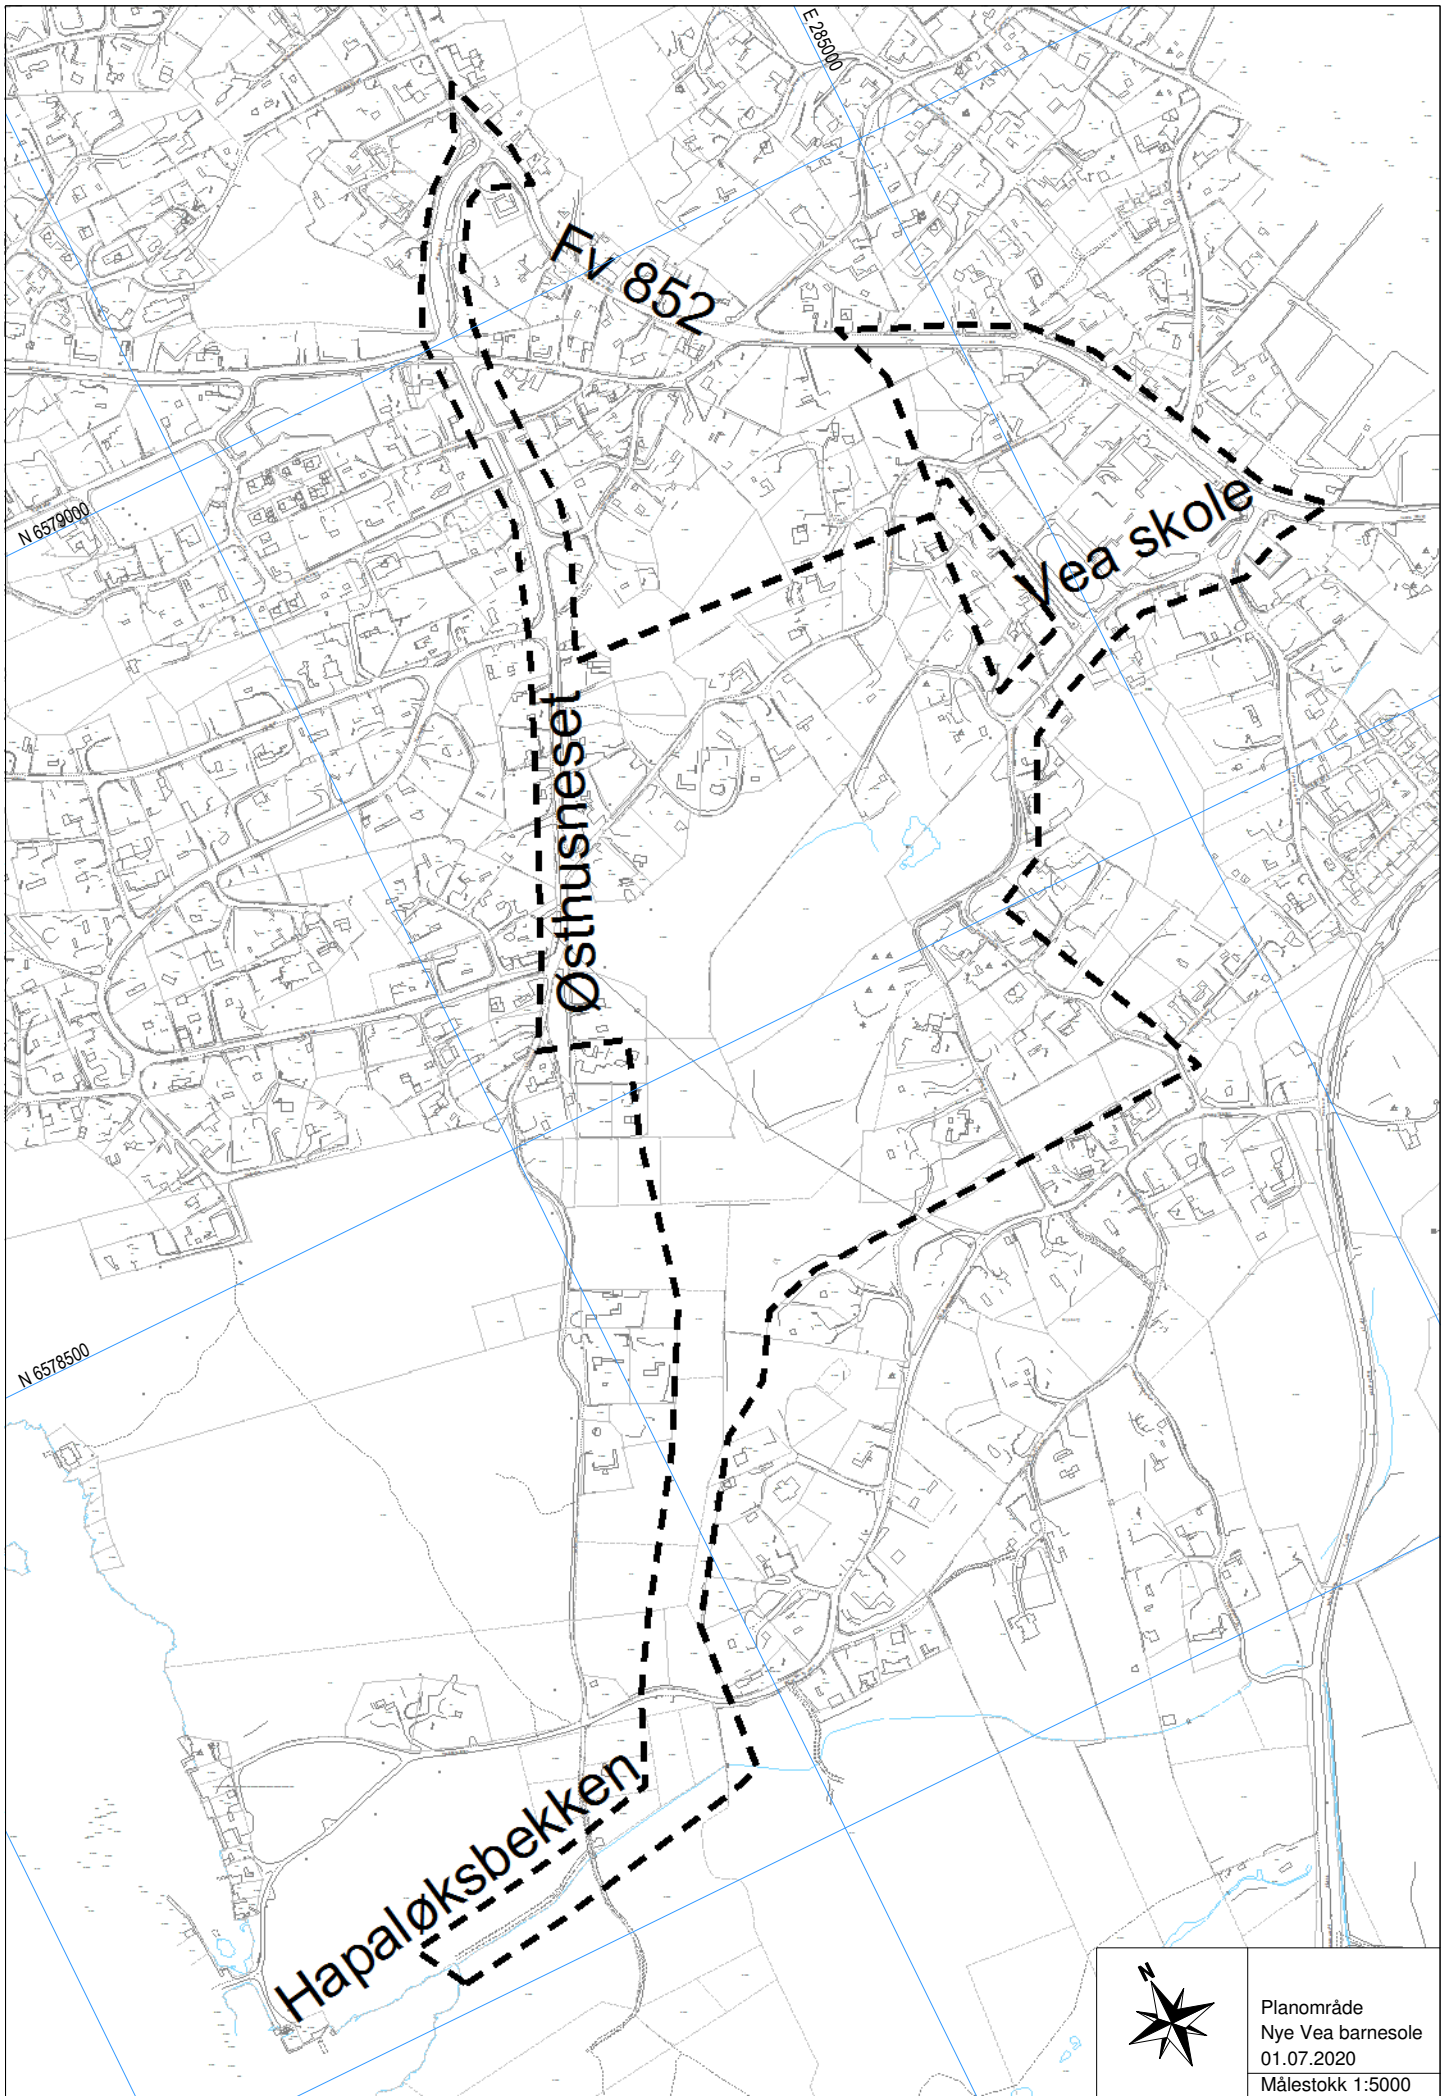 E 285000
Fv 852
N 6579000
Vea skole
Østhusneset
N 6578500
Hapaløksbekken
N
Planområde
Nye Vea barnesole
01.07.2020
Målestokk 1:5000